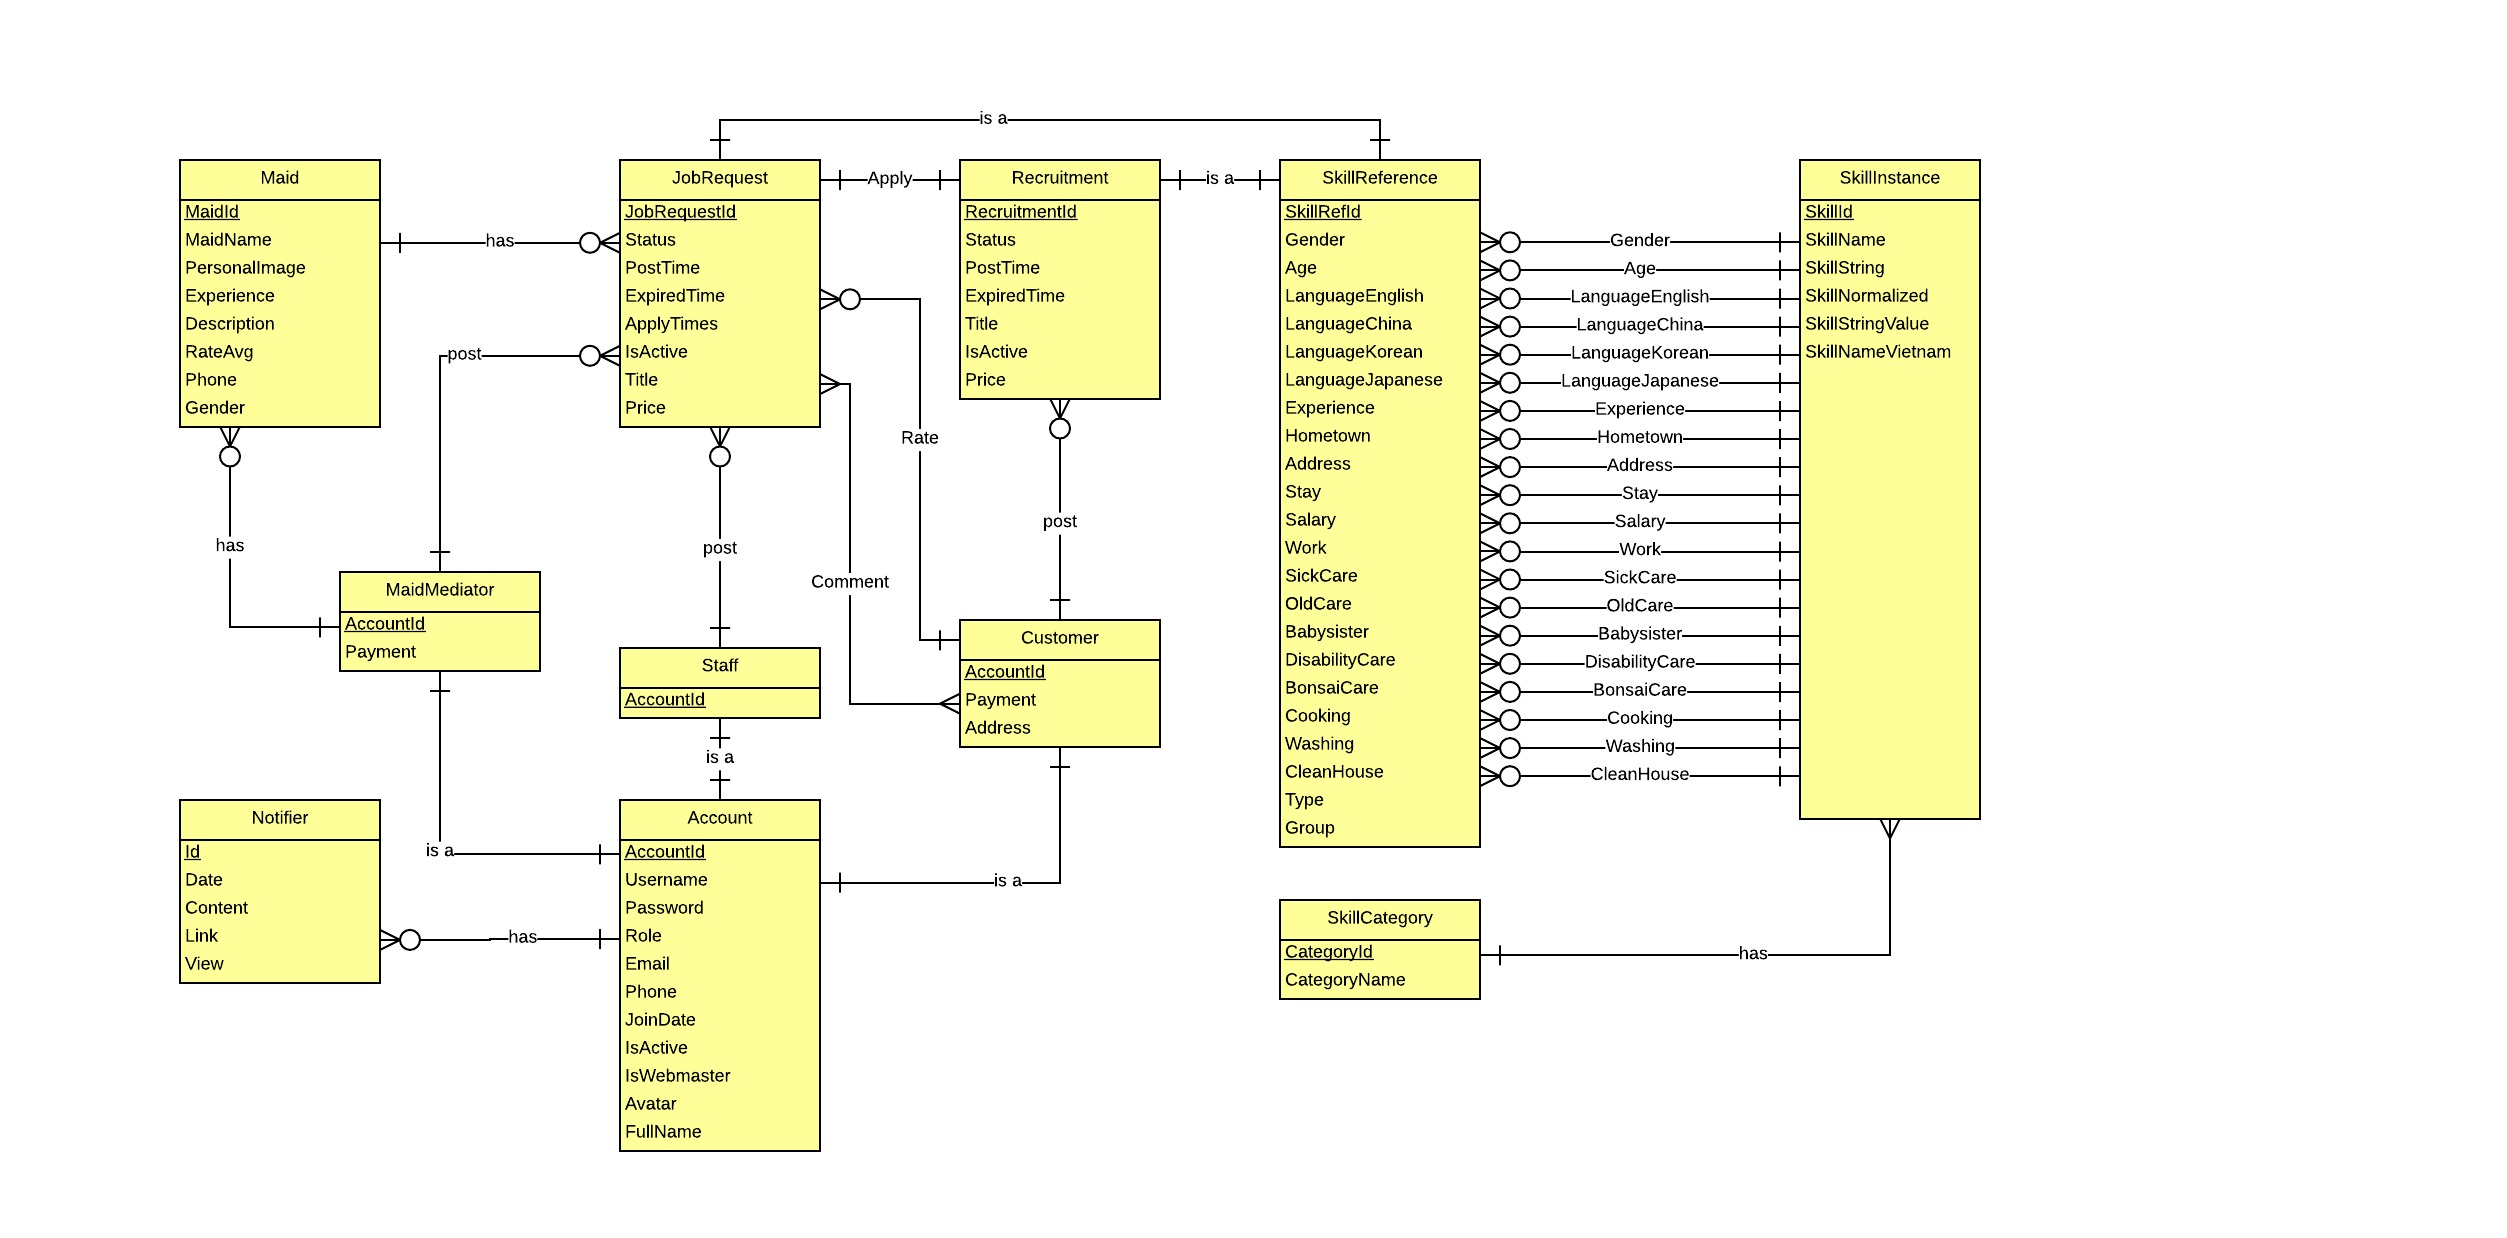 is a
Maid
MaidId
MaidName
PersonalImage
Experience
Description
RateAvg
Phone
Gender
has
post
has
JobRequest
JobRequestId
Status
PostTime
ExpiredTime
ApplyTimes
IsActive
Title
Price
Apply
Recruitment
RecruitmentId
Status
PostTime
ExpiredTime
Title
IsActive
Price
is a
Rate
post
post
Comment
MaidMediator
AccountId
Payment
Staff
AccountId
is a
Customer
AccountId
Payment
Address
is a
is a
Notifier
Id
Date
Content
Link
View
has
Account
AccountId
Username
Password
Role
Email
Phone
JoinDate
IsActive
IsWebmaster
Avatar
FullName
SkillReference
SkillRefId
Gender
Age
LanguageEnglish
LanguageChina
LanguageKorean
LanguageJapanese
Experience
Hometown
Address
Stay
Salary
Work
SickCare
OldCare
Babysister
DisabilityCare
BonsaiCare
Cooking
Washing
CleanHouse
Type
Group
Gender
Age
LanguageEnglish
LanguageChina
LanguageKorean
LanguageJapanese
Experience
Hometown
Address
Stay
Salary
Work
SickCare
OldCare
Babysister
DisabilityCare
BonsaiCare
Cooking
Washing
CleanHouse
SkillInstance
SkillId
SkillName
SkillString
SkillNormalized
SkillStringValue
SkillNameVietnam
SkillCategory
CategoryId
CategoryName
has